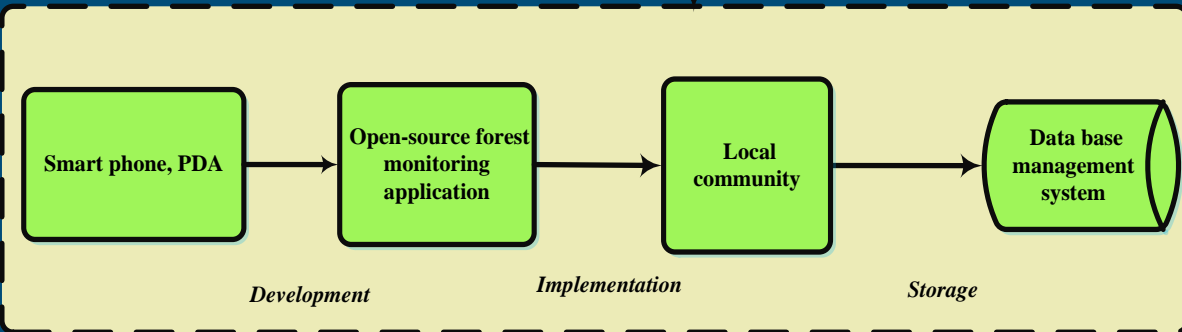 Smart phone, PDA
Open-source forest
monitoring
application
Local
community
Data base
management
system
Development
Implementation
Storage